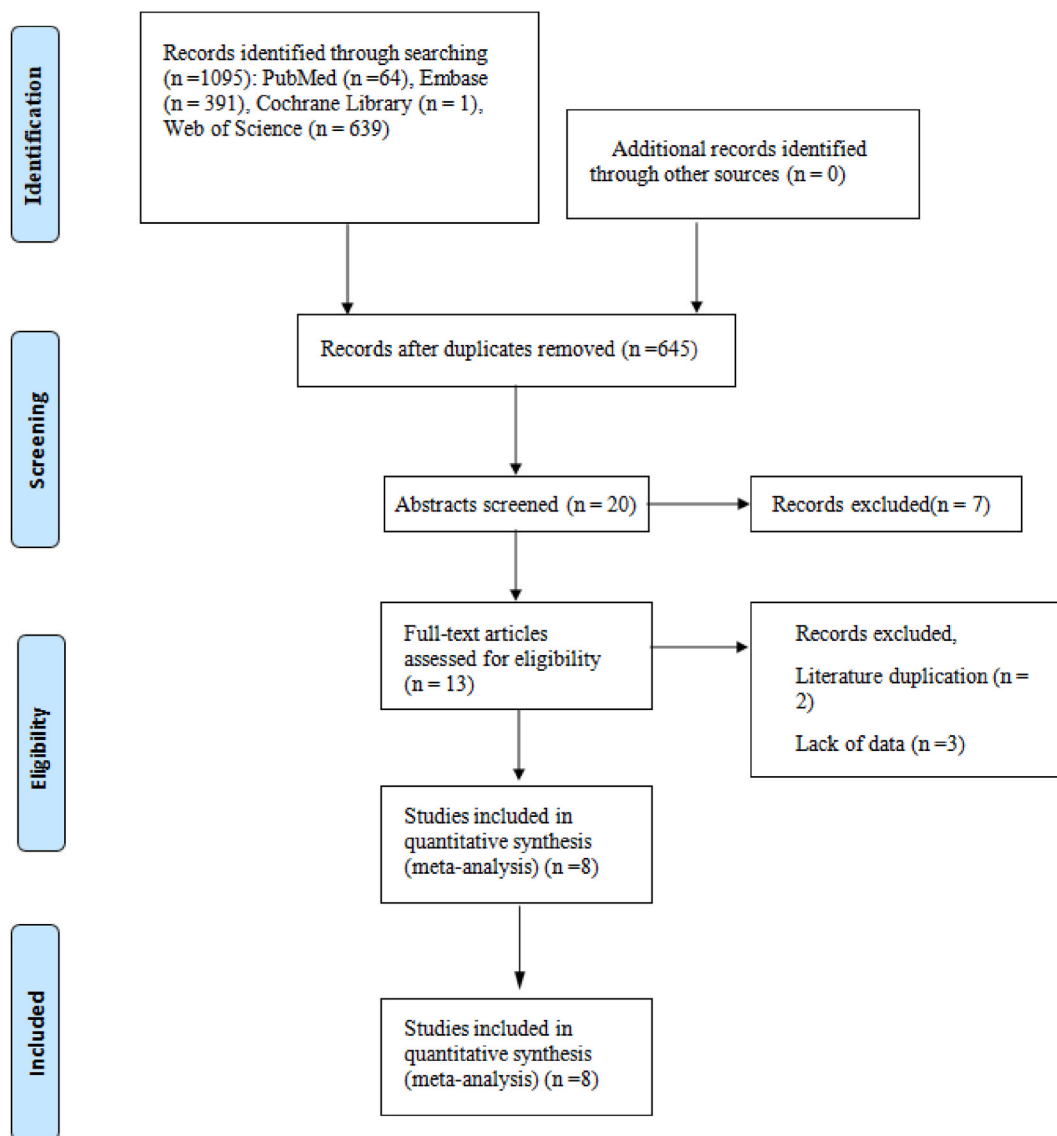 Identification
Records identified through searching
(n =1095): PubMed (n =64), Embase
(n = 391), Cochrane Library (n = 1),
Web of Science (n = 639)
Additional records identified
through other sources (n = 0)
Screening
Records after duplicates removed (n =645)
Abstracts screened (n = 20)
Records excluded(n = 7)
Eligibility
Full-text articles
assessed for eligibility
(n = 13)
Records excluded,
Literature duplication (n =
2)
Lack of data (n =3)
Studies included in
quantitative synthesis
(meta-analysis) (n =8)
Included
Studies included in
quantitative synthesis
(meta-analysis) (n =8)